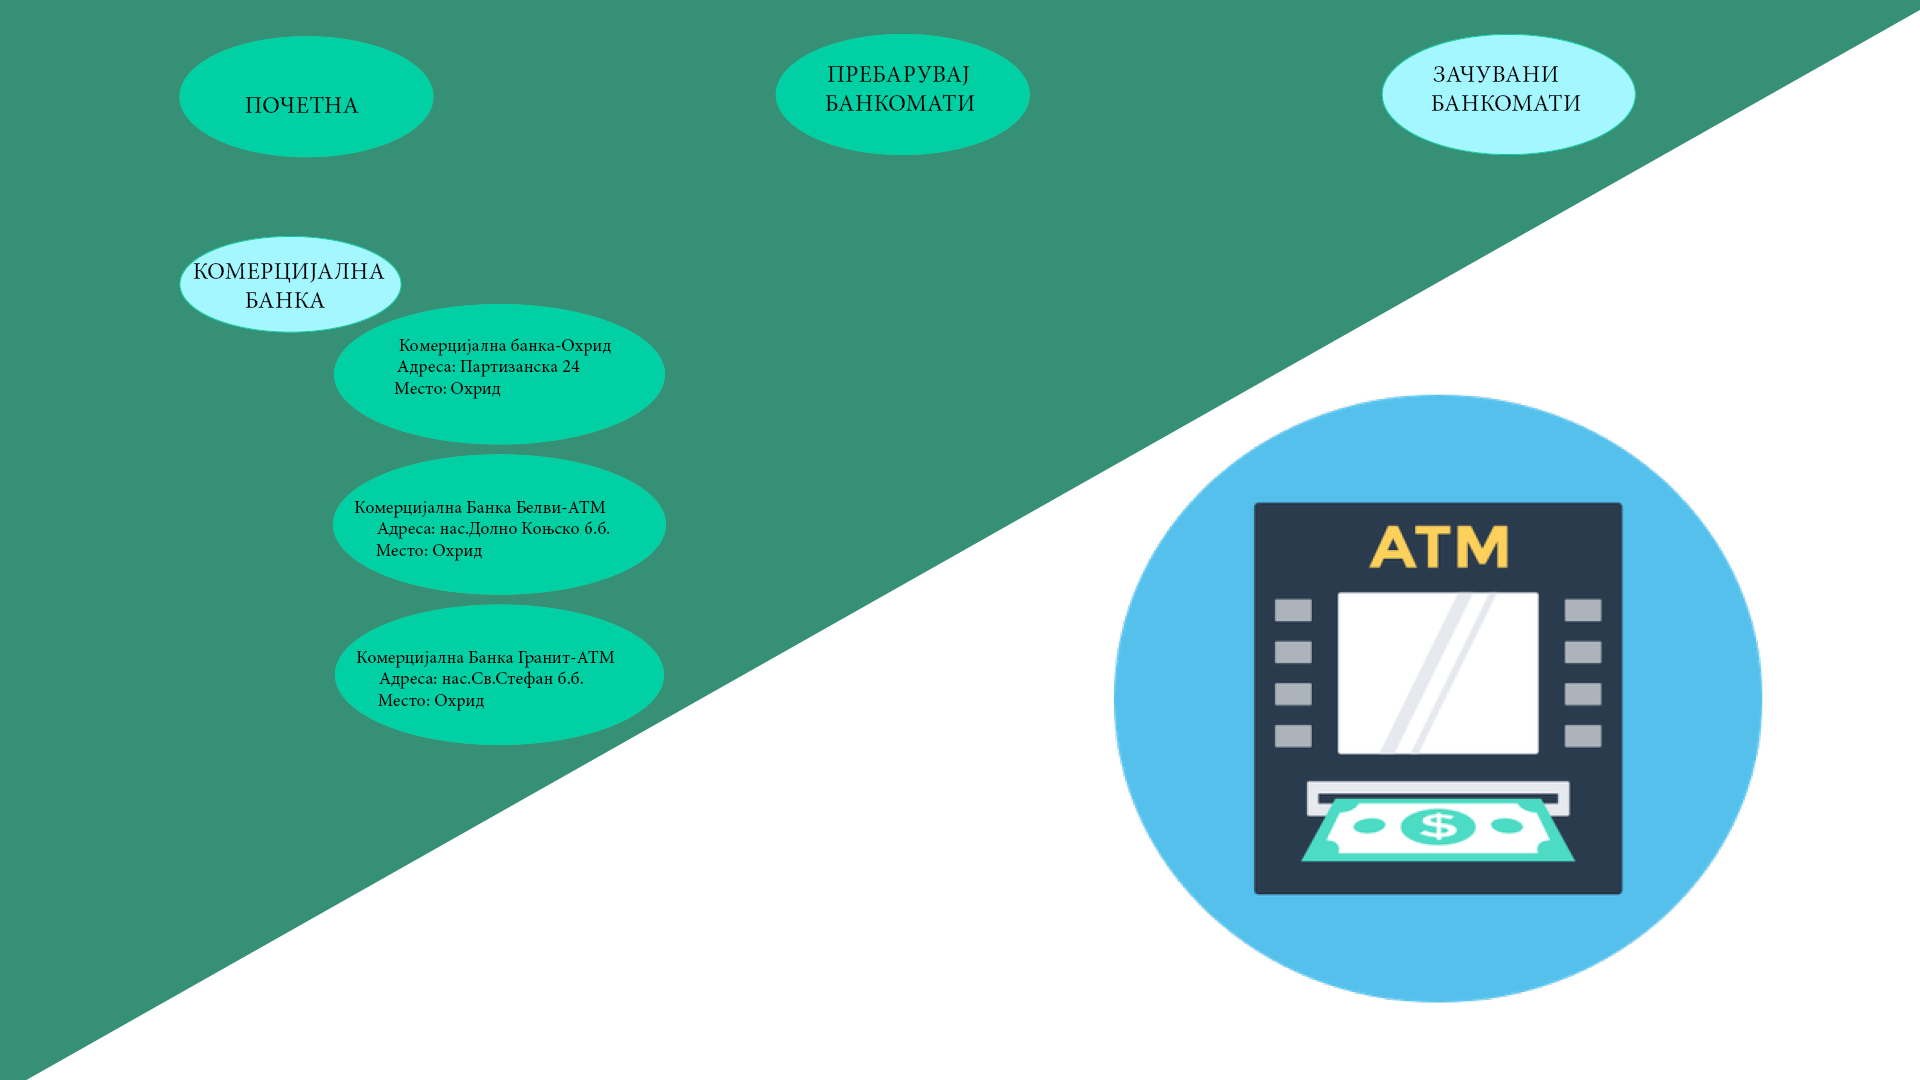 ПОЧЕТНА
ПРЕБАРУВАЈ
БАНКОМАТИ
ЗАЧУВАНИ
БАНКОМАТИ
КОМЕРЦИЈАЛНА
БАНКА
Комерцијална банка-Охрид
Адреса: Партизанска 24
Место: Охрид
Комерцијална Банка Белви-АТМ
Адреса: нас.Долно Коњско б.б.
Место: Охрид
Комерцијална Банка Гранит-АТМ
Адреса: нас.Св.Стефан б.б.
Место: Охрид
ATM
$